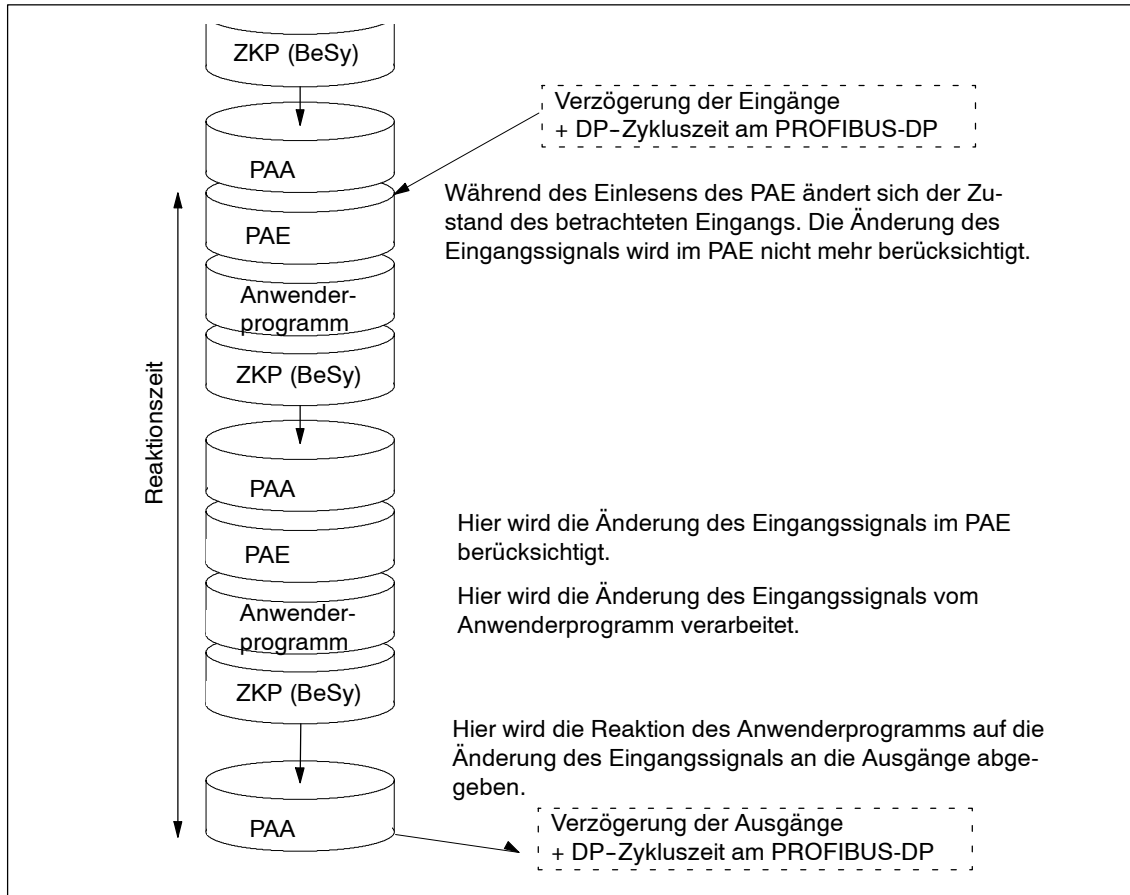 ZKP (BeSy)
Verzögerung der Eingänge
+ DP-Zykluszeit am PROFIBUS-DP
PAA
Während des Einlesens des PAE ändert sich der Zu-
stand des betrachteten Eingangs. Die Änderung des
Eingangssignals wird im PAE nicht mehr berücksichtigt.
PAE
Anwender-
programm
ZKP (BeSy)
Reaktionszeit
PAA
Hier wird die Änderung des Eingangssignals im PAE
berücksichtigt.
PAE
Hier wird die Änderung des Eingangssignals vom
Anwenderprogramm verarbeitet.
Anwender-
programm
ZKP (BeSy)
Hier wird die Reaktion des Anwenderprogramms auf die
Änderung des Eingangssignals an die Ausgänge abge-
geben.
PAA
Verzögerung der Ausgänge
+ DP-Zykluszeit am PROFIBUS-DP